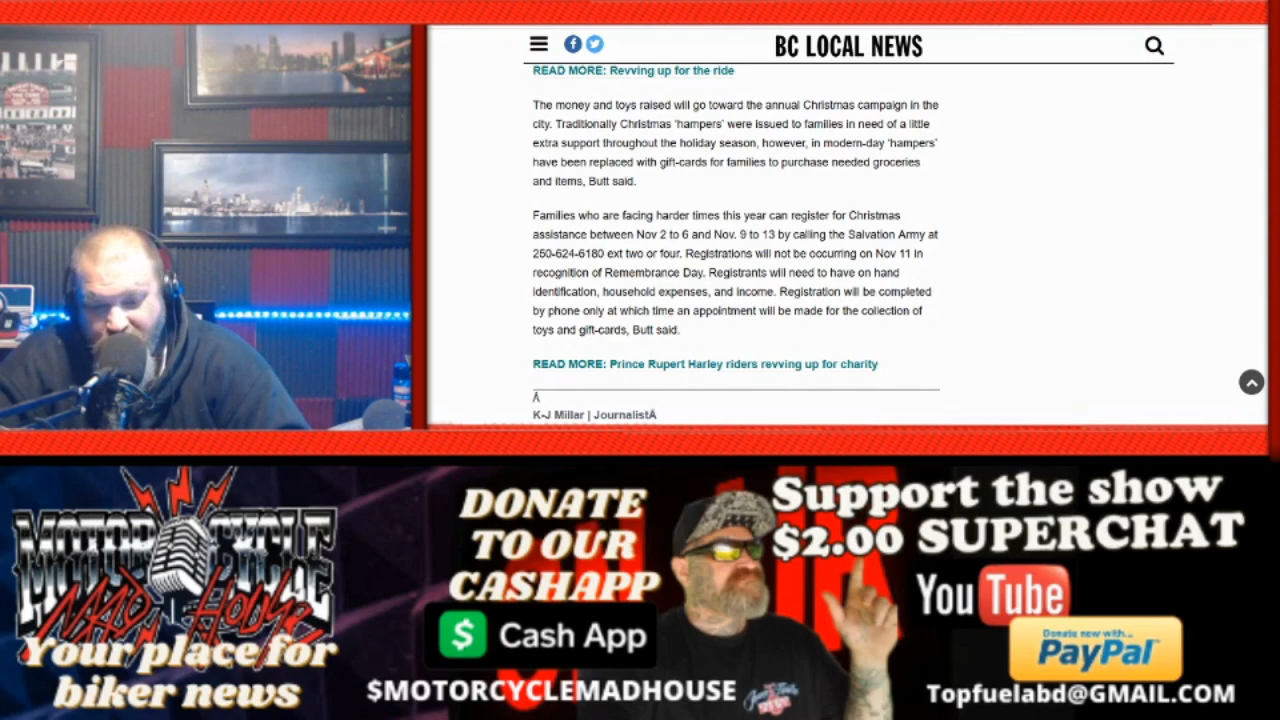 BC LOCAL NEWS
READ MORE: Revving up for the ride
The money and toys raised will go toward the annual Christmas campaign in the
city. Traditionally Christmas ‘hampers’ were issued to families in need of a little
extra support throughout the holiday season, however, in modern-day ‘hampers’
have been replaced with gift-cards for families to purchase needed groceries
and items, Butt said.
Families who are facing harder times this year can register for Christmas
assistance between Nov 2 to 6 and Nov. 9 to 13 by calling the Salvation Army at
250-624-6180 ext two or four. Registrations will not be occurring on Nov 11 in
recognition of Remembrance Day. Registrants will need to have on hand
identification, household expenses, and income. Registration will be completed
by phone only at which time an appointment will be made for the collection of
toys and gift-cards, Butt said.
READ MORE: Prince Rupert Harley riders revving up for charity
Â
K-J Millar | JournalistÂ
MOTORCYCLE
MAD HOUSE
Your place for
biker news
DONATE
TO OUR
CASHAPP
$ Cash App
$MOTORCYCLEMADHOUSE
Support the show
$2.00 SUPERCHAT
YouTube
Donate now with...
PayPal
Topfuelabd@GMAIL.COM